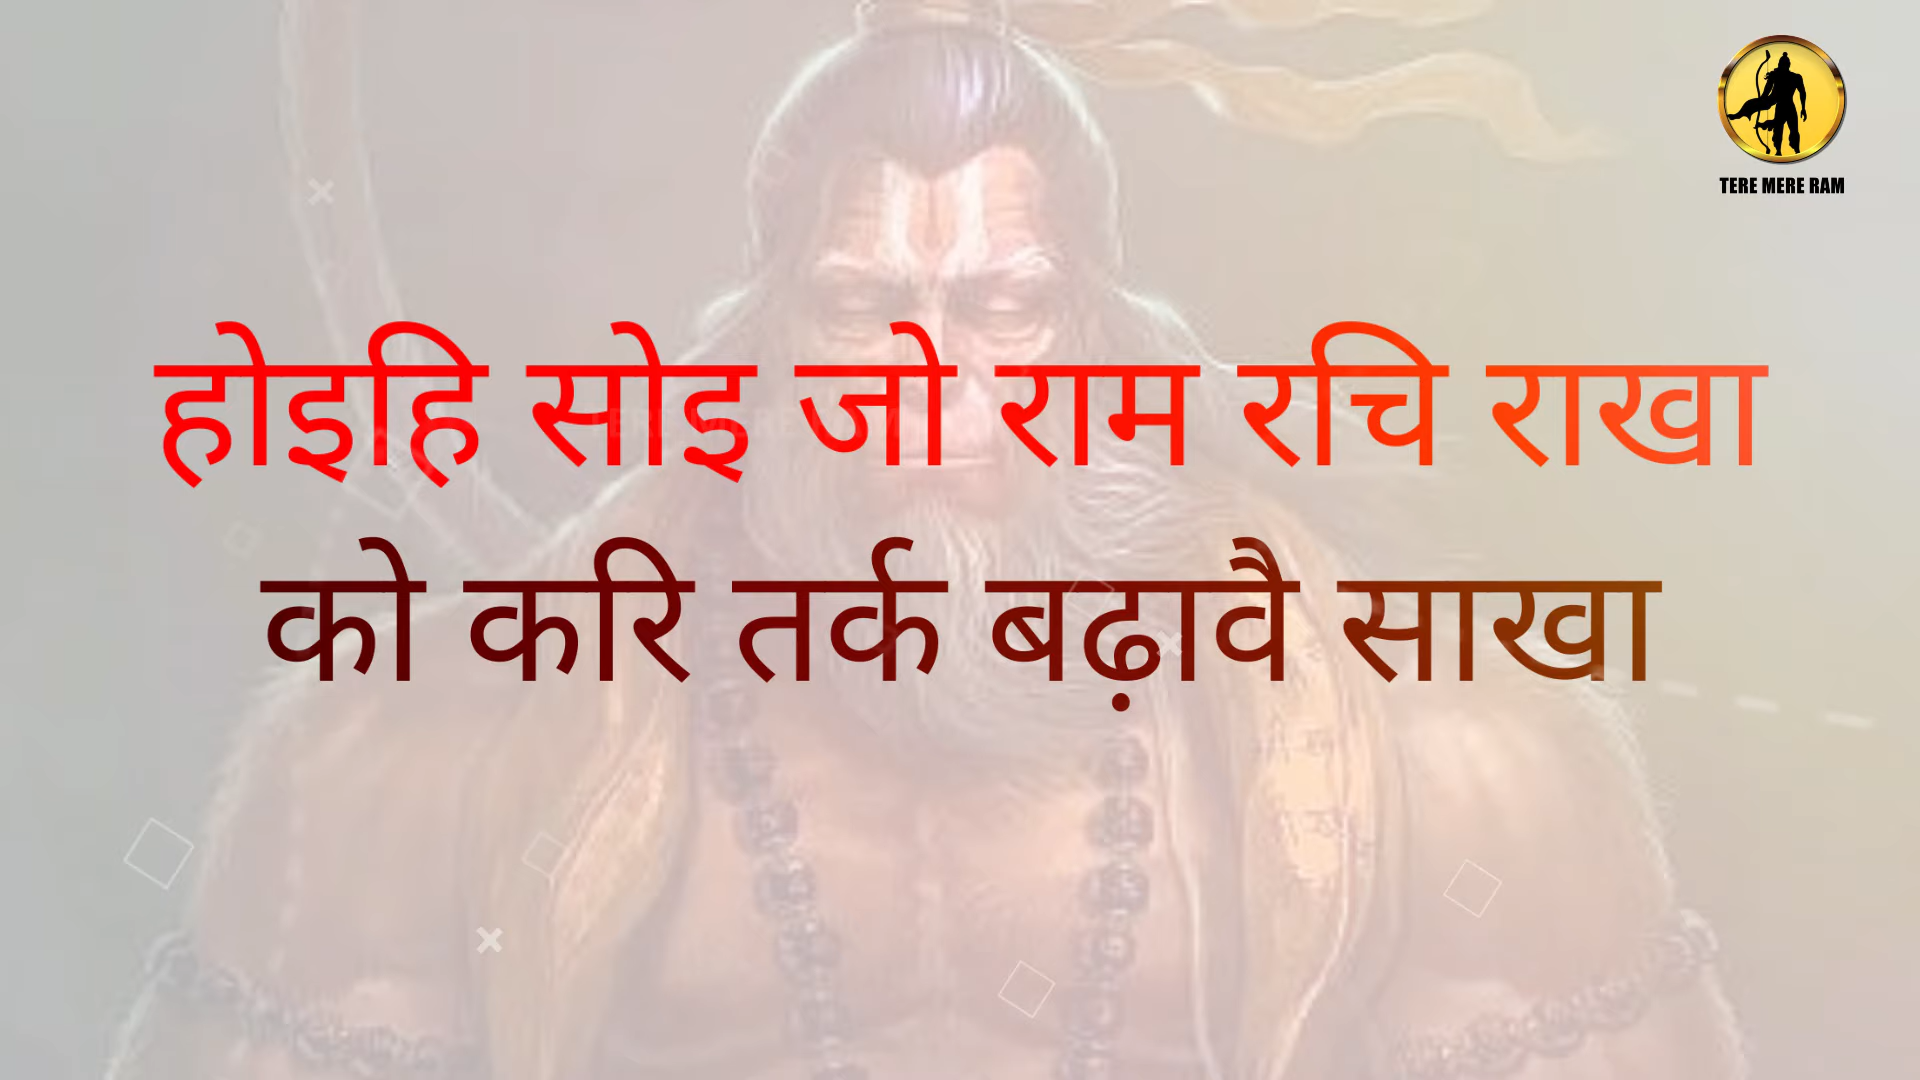 TERE MERE RAM
होइहि सोइ जो राम रचि राखा
को करि तर्क बढ़ावै साखा